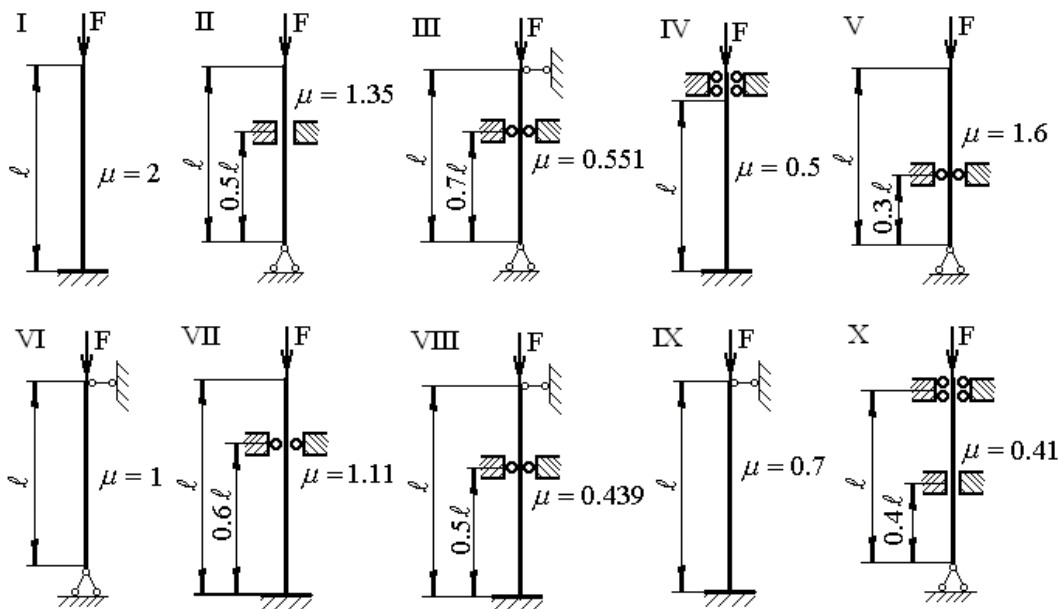 I
F
ℓ
μ = 2
II
F
ℓ
0.5ℓ
μ = 1.35
III
F
ℓ
0.7ℓ
μ = 0.551
IV
F
ℓ
μ = 0.5
V
F
ℓ
0.3ℓ
μ = 1.6
VI
F
ℓ
μ = 1
VII
F
ℓ
0.6ℓ
μ = 1.11
VIII
F
ℓ
0.5ℓ
μ = 0.439
IX
F
ℓ
μ = 0.7
X
F
ℓ
0.4ℓ
μ = 0.41